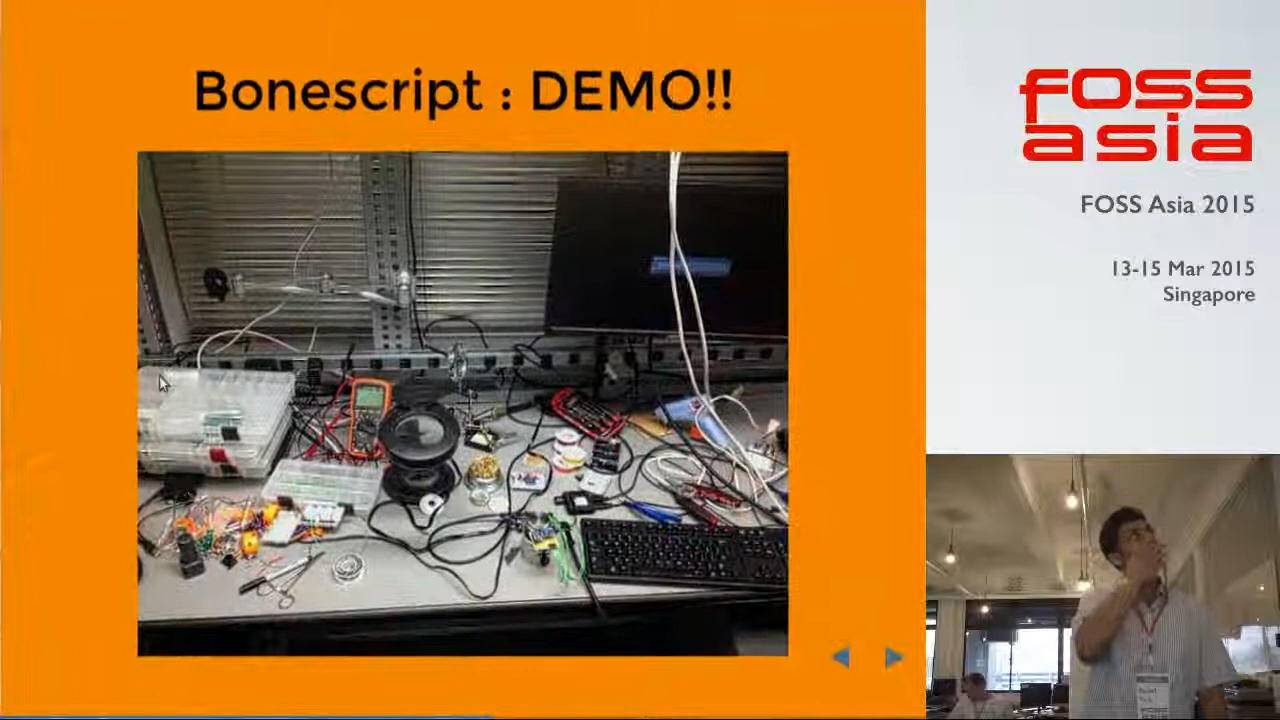 Bonescript : DEMO!!
foss
asia
FOSS Asia 2015
13-15 Mar 2015
Singapore